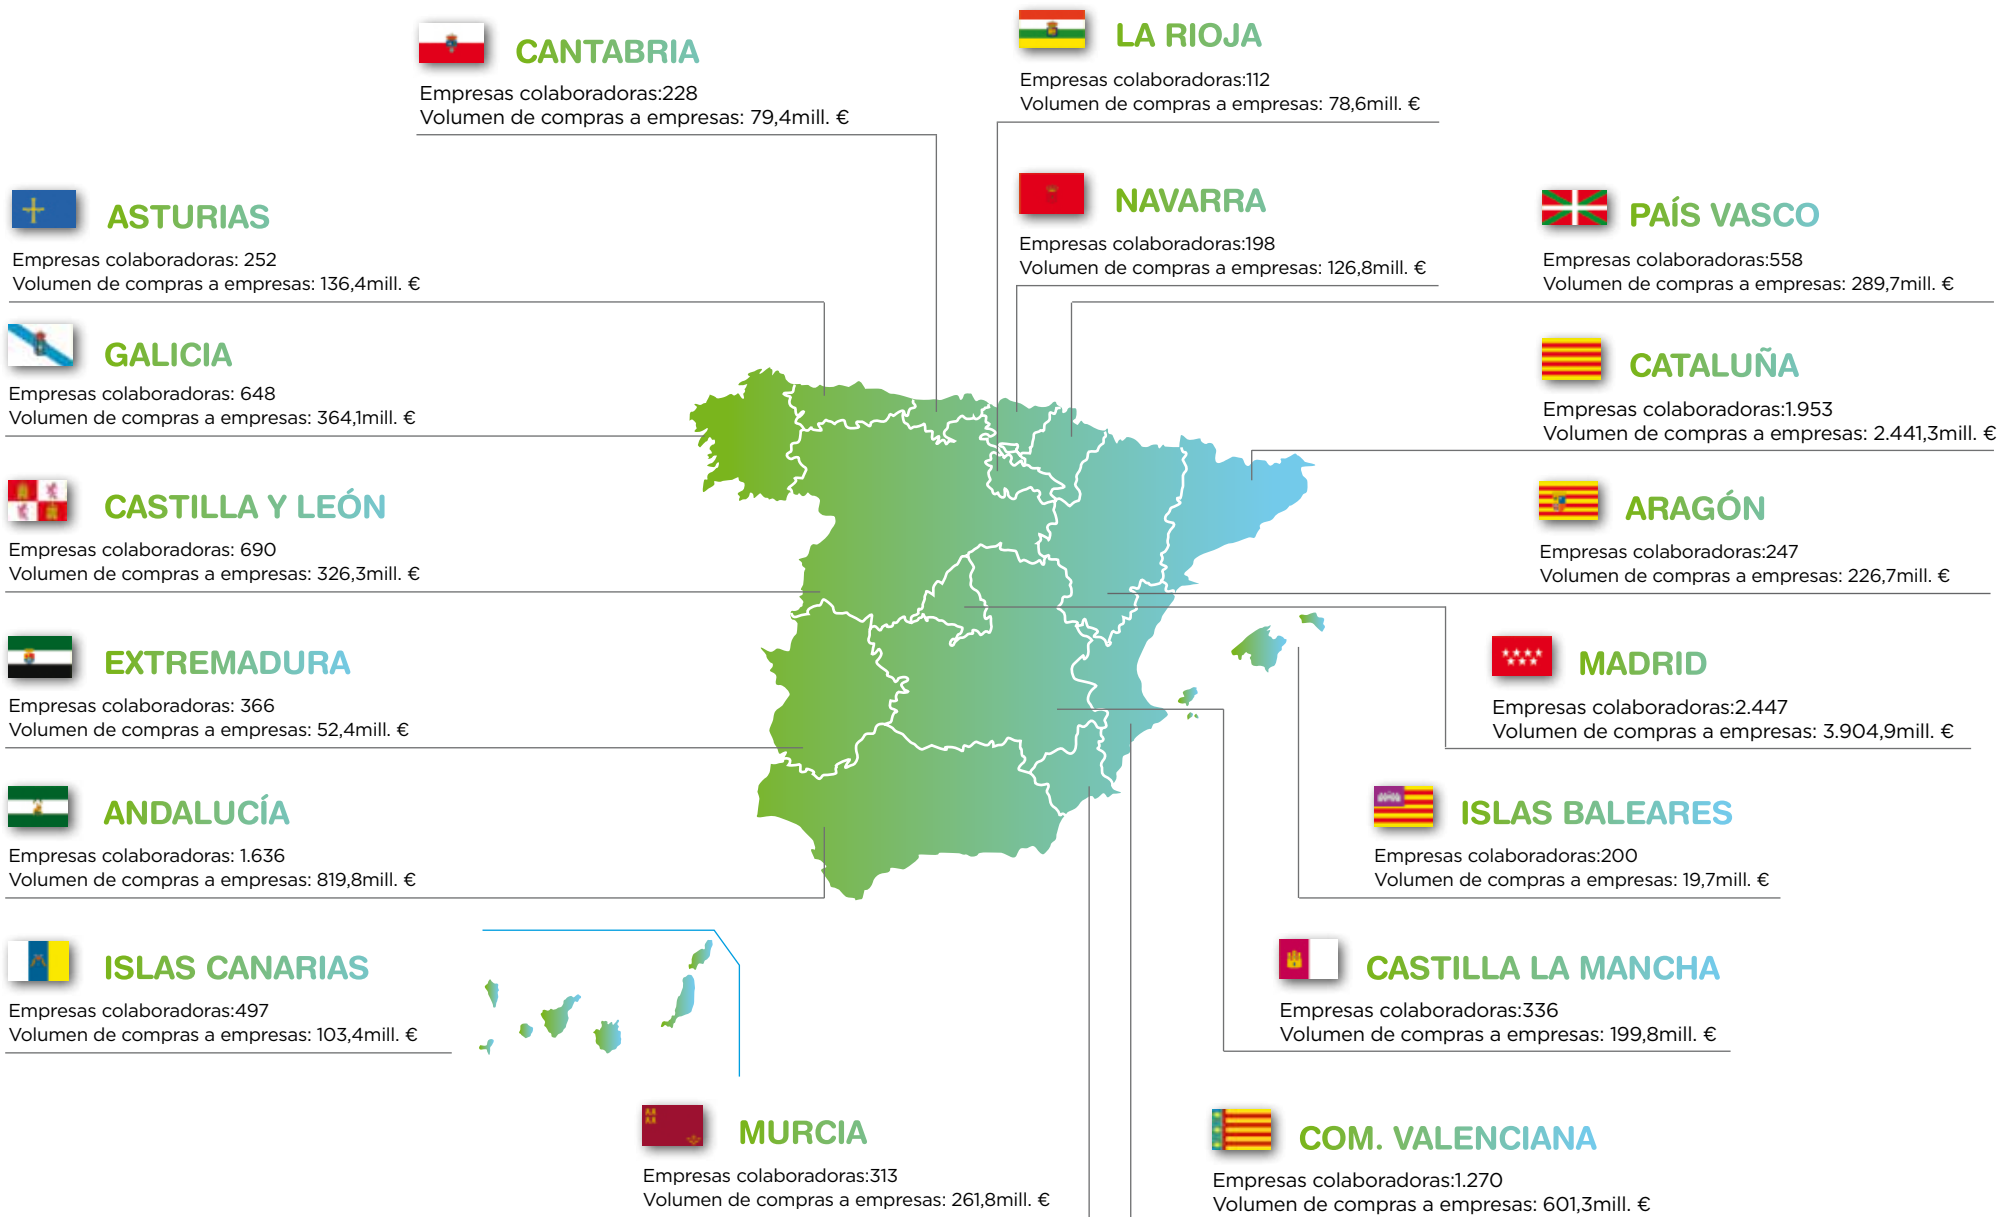 CANTABRIA
Empresas colaboradoras:228
Volumen de compras a empresas: 79,4mill. €
LA RIOJA
Empresas colaboradoras:112
Volumen de compras a empresas: 78,6mill. €
ASTURIAS
Empresas colaboradoras: 252
Volumen de compras a empresas: 136,4mill. €
NAVARRA
Empresas colaboradoras:198
Volumen de compras a empresas: 126,8mill. €
PAÍS VASCO
Empresas colaboradoras:558
Volumen de compras a empresas: 289,7mill. €
GALICIA
Empresas colaboradoras: 648
Volumen de compras a empresas: 364,1mill. €
CATALUÑA
Empresas colaboradoras:1.953
Volumen de compras a empresas: 2.441,3mill. €
CASTILLA Y LEÓN
Empresas colaboradoras: 690
Volumen de compras a empresas: 326,3mill. €
ARAGÓN
Empresas colaboradoras:247
Volumen de compras a empresas: 226,7mill. €
EXTREMADURA
Empresas colaboradoras: 366
Volumen de compras a empresas: 52,4mill. €
MADRID
Empresas colaboradoras:2.447
Volumen de compras a empresas: 3.904,9mill. €
ANDALUCÍA
Empresas colaboradoras: 1.636
Volumen de compras a empresas: 819,8mill. €
ISLAS BALEARES
Empresas colaboradoras:200
Volumen de compras a empresas: 19,7mill. €
ISLAS CANARIAS
Empresas colaboradoras:497
Volumen de compras a empresas: 103,4mill. €
CASTILLA LA MANCHA
Empresas colaboradoras:336
Volumen de compras a empresas: 199,8mill. €
MURCIA
Empresas colaboradoras:313
Volumen de compras a empresas: 261,8mill. €
COM. VALENCIANA
Empresas colaboradoras:1.270
Volumen de compras a empresas: 601,3mill. €